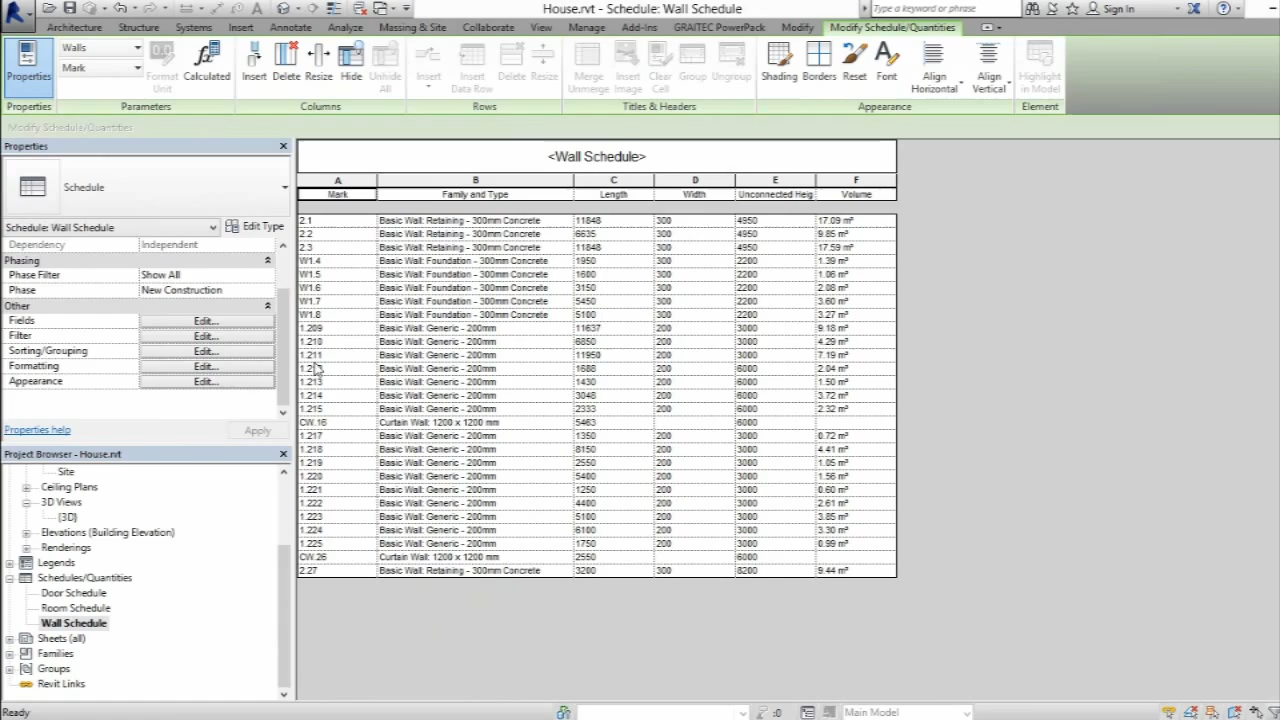 House.rvt - Schedule: Wall Schedule
Type a keyword or phrase
Sign In
Architecture Structure Systems Insert Annotate Analyze Massing & Site Collaborate View Manage Add-Ins GRAITEC PowerPack Modify Modify Schedule/Quantities
Walls
Mark
Properties
Format Unit
Calculated
Insert Delete Resize Hide Unhide All
Insert Insert Data Row Delete Resize
Merge Unmerge Insert Image Clear Cell Group Ungroup
Shading Borders Reset Font Align Horizontal Align Vertical
Highlight in Model
Properties Parameters Columns Rows Titles & Headers Appearance Element
Modify Schedule/Quantities
Properties
Schedule
Schedule: Wall Schedule
Edit Type
Dependency Independent
Phasing
Phase Filter Show All
Phase New Construction
Other
Fields Edit...
Filter Edit...
Sorting/Grouping Edit...
Formatting Edit...
Appearance Edit...
Properties help
Apply
Project Browser - House.rvt
Site
Ceiling Plans
3D Views
{3D}
Elevations (Building Elevation)
Renderings
Legends
Schedules/Quantities
Door Schedule
Room Schedule
Wall Schedule
Sheets (all)
Families
Groups
Revit Links
<Wall Schedule>
A B C D E F
Mark Family and Type Length Width Unconnected Heig Volume
2.1 Basic Wall: Retaining - 300mm Concrete 11848 300 4950 17.09 m³
2.2 Basic Wall: Retaining - 300mm Concrete 6635 300 4950 9.85 m³
2.3 Basic Wall: Retaining - 300mm Concrete 11848 300 4950 17.59 m³
W1.4 Basic Wall: Foundation - 300mm Concrete 1950 300 2200 1.39 m³
W1.5 Basic Wall: Foundation - 300mm Concrete 1600 300 2200 1.06 m³
W1.6 Basic Wall: Foundation - 300mm Concrete 3150 300 2200 2.08 m³
W1.7 Basic Wall: Foundation - 300mm Concrete 5450 300 2200 3.60 m³
W1.8 Basic Wall: Foundation - 300mm Concrete 5100 300 2200 3.27 m³
1.209 Basic Wall: Generic - 200mm 11637 200 3000 9.18 m³
1.210 Basic Wall: Generic - 200mm 6850 200 3000 4.29 m³
1.211 Basic Wall: Generic - 200mm 11950 200 3000 7.19 m³
Basic Wall: Generic - 200mm 1688 200 6000 2.04 m³
1.213 Basic Wall: Generic - 200mm 1430 200 6000 1.50 m³
1.214 Basic Wall: Generic - 200mm 3048 200 6000 3.72 m³
1.215 Basic Wall: Generic - 200mm 2333 200 6000 2.32 m³
CW.16 Curtain Wall: 1200 x 1200 mm 5463 6000
1.217 Basic Wall: Generic - 200mm 1350 200 3000 0.72 m³
1.218 Basic Wall: Generic - 200mm 8150 200 3000 4.41 m³
1.219 Basic Wall: Generic - 200mm 2550 200 3000 1.05 m³
1.220 Basic Wall: Generic - 200mm 5400 200 3000 1.56 m³
1.221 Basic Wall: Generic - 200mm 1250 200 3000 0.60 m³
1.222 Basic Wall: Generic - 200mm 4400 200 3000 2.61 m³
1.223 Basic Wall: Generic - 200mm 5100 200 3000 3.85 m³
1.224 Basic Wall: Generic - 200mm 6100 200 3000 3.30 m³
1.225 Basic Wall: Generic - 200mm 1750 200 3000 0.99 m³
CW.26 Curtain Wall: 1200 x 1200 mm 2550 6000
2.27 Basic Wall: Retaining - 300mm Concrete 3200 300 8200 9.44 m³
Ready
:0
Main Model